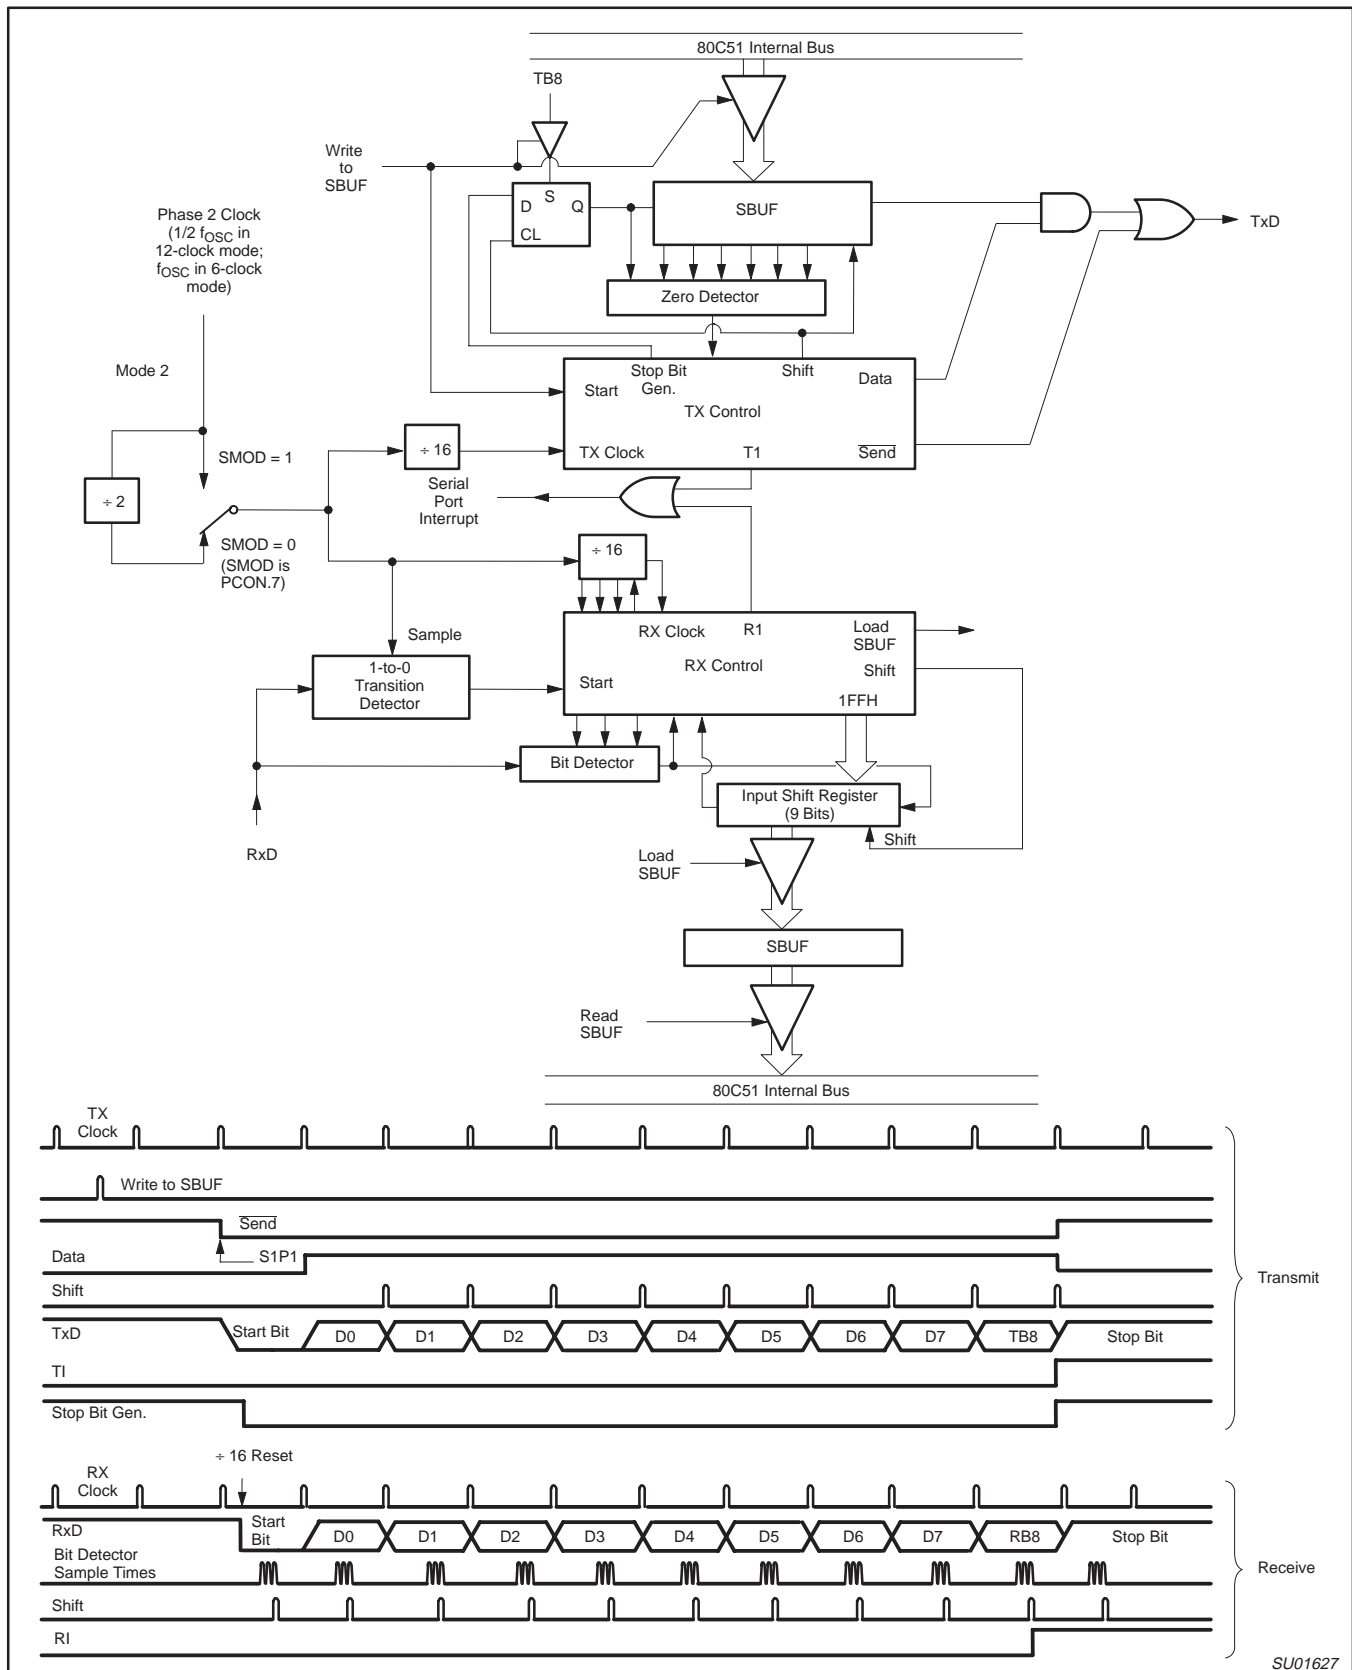 80C51 Internal Bus
TB8
Write
to
SBUF
D
S
Q
CL
SBUF
TxD
Phase 2 Clock
(1/2 fOSC in
12-clock mode;
fOSC in 6-clock
mode)
Zero Detector
Mode 2
Stop Bit
Gen.
Shift
Data
Start
TX Control
÷ 16
TX Clock
T1
Send
SMOD = 1
÷ 2
Serial
Port
Interrupt
SMOD = 0
(SMOD is
PCON.7)
÷ 16
Sample
RX Clock
R1
Load
SBUF
RX Control
Shift
Start
1FFH
1-to-0
Transition
Detector
Bit Detector
Input Shift Register
(9 Bits)
Shift
RxD
Load
SBUF
SBUF
Read
SBUF
80C51 Internal Bus
TX
Clock
Write to SBUF
Send
Data
S1P1
Shift
Transmit
TxD
Start Bit
D0
D1
D2
D3
D4
D5
D6
D7
TB8
Stop Bit
TI
Stop Bit Gen.
÷ 16 Reset
RX
Clock
RxD
Start
Bit
D0
D1
D2
D3
D4
D5
D6
D7
RB8
Stop Bit
Bit Detector
Sample Times
Receive
Shift
RI
SU01627